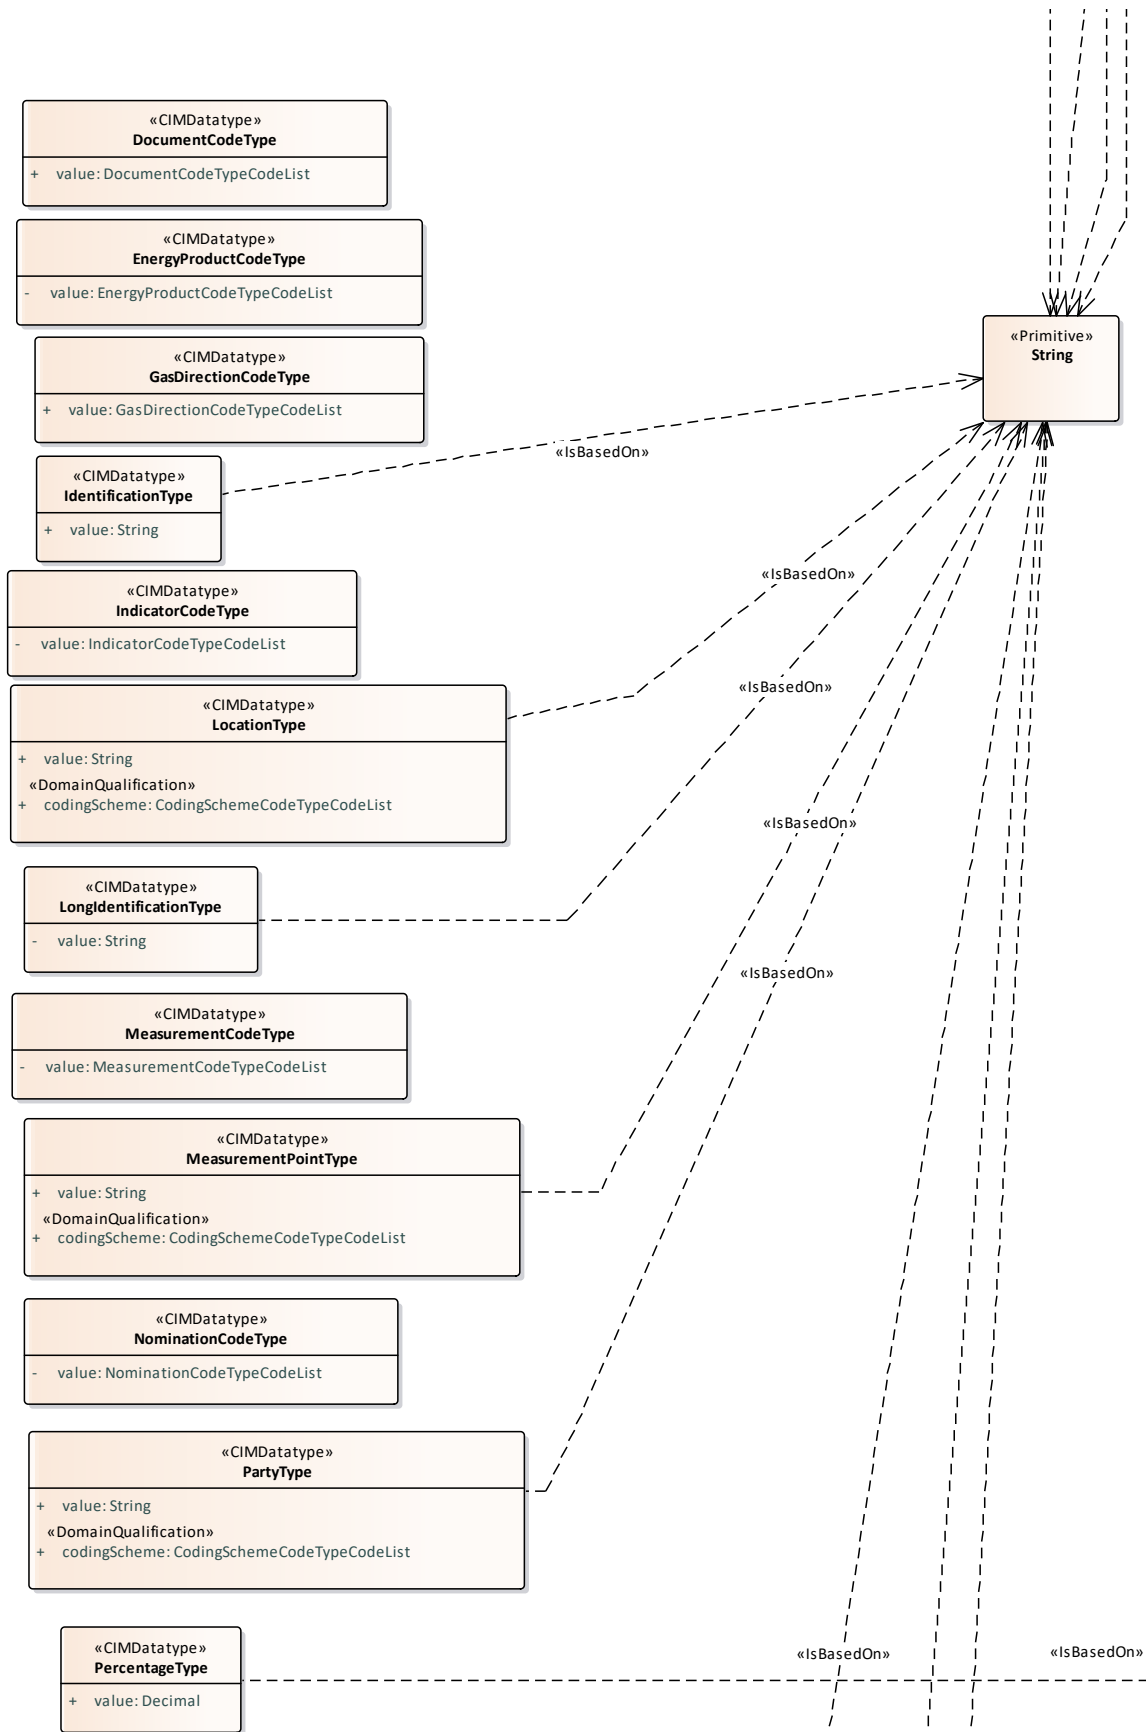 «CIMDatatype»
DocumentCodeType
+ value: DocumentCodeTypeCodeList
«CIMDatatype»
EnergyProductCodeType
- value: EnergyProductCodeTypeCodeList
«Primitive»
String
«CIMDatatype»
GasDirectionCodeType
+ value: GasDirectionCodeTypeCodeList
«IsBasedOn»
«CIMDatatype»
IdentificationType
+ value: String
«IsBasedOn»
«CIMDatatype»
IndicatorCodeType
- value: IndicatorCodeTypeCodeList
«IsBasedOn»
«CIMDatatype»
LocationType
+ value: String
«DomainQualification»
+ codingScheme: CodingSchemeCodeTypeCodeList
«IsBasedOn»
«CIMDatatype»
LongIdentificationType
- value: String
«IsBasedOn»
«CIMDatatype»
MeasurementCodeType
- value: MeasurementCodeTypeCodeList
«CIMDatatype»
MeasurementPointType
+ value: String
«DomainQualification»
+ codingScheme: CodingSchemeCodeTypeCodeList
«CIMDatatype»
NominationCodeType
- value: NominationCodeTypeCodeList
«CIMDatatype»
PartyType
+ value: String
«DomainQualification»
+ codingScheme: CodingSchemeCodeTypeCodeList
«CIMDatatype»
PercentageType
+ value: Decimal
«IsBasedOn»
«IsBasedOn»